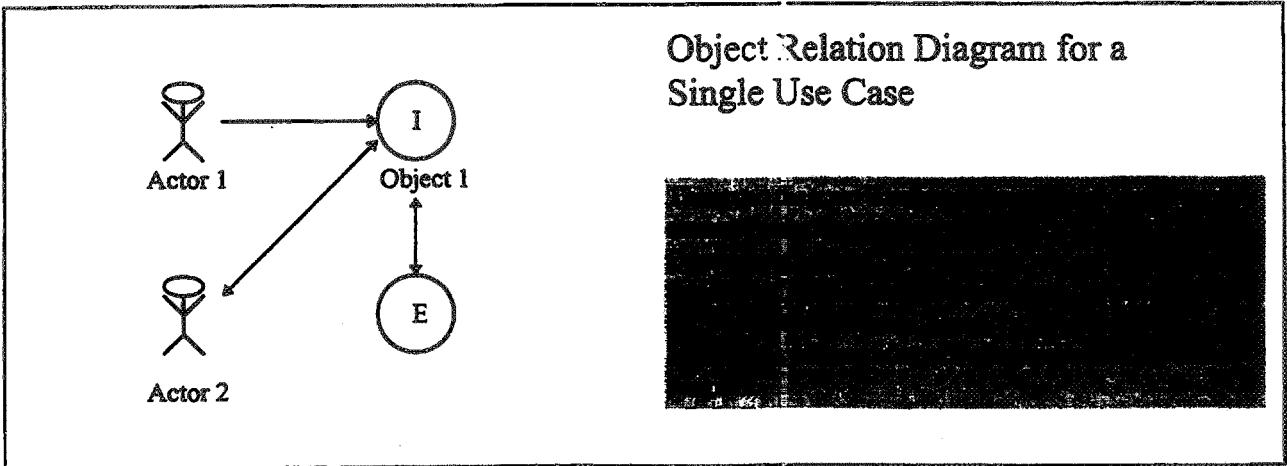 Object Relation Diagram for a
Single Use Case
I
Actor 1
Object 1
E
Actor 2